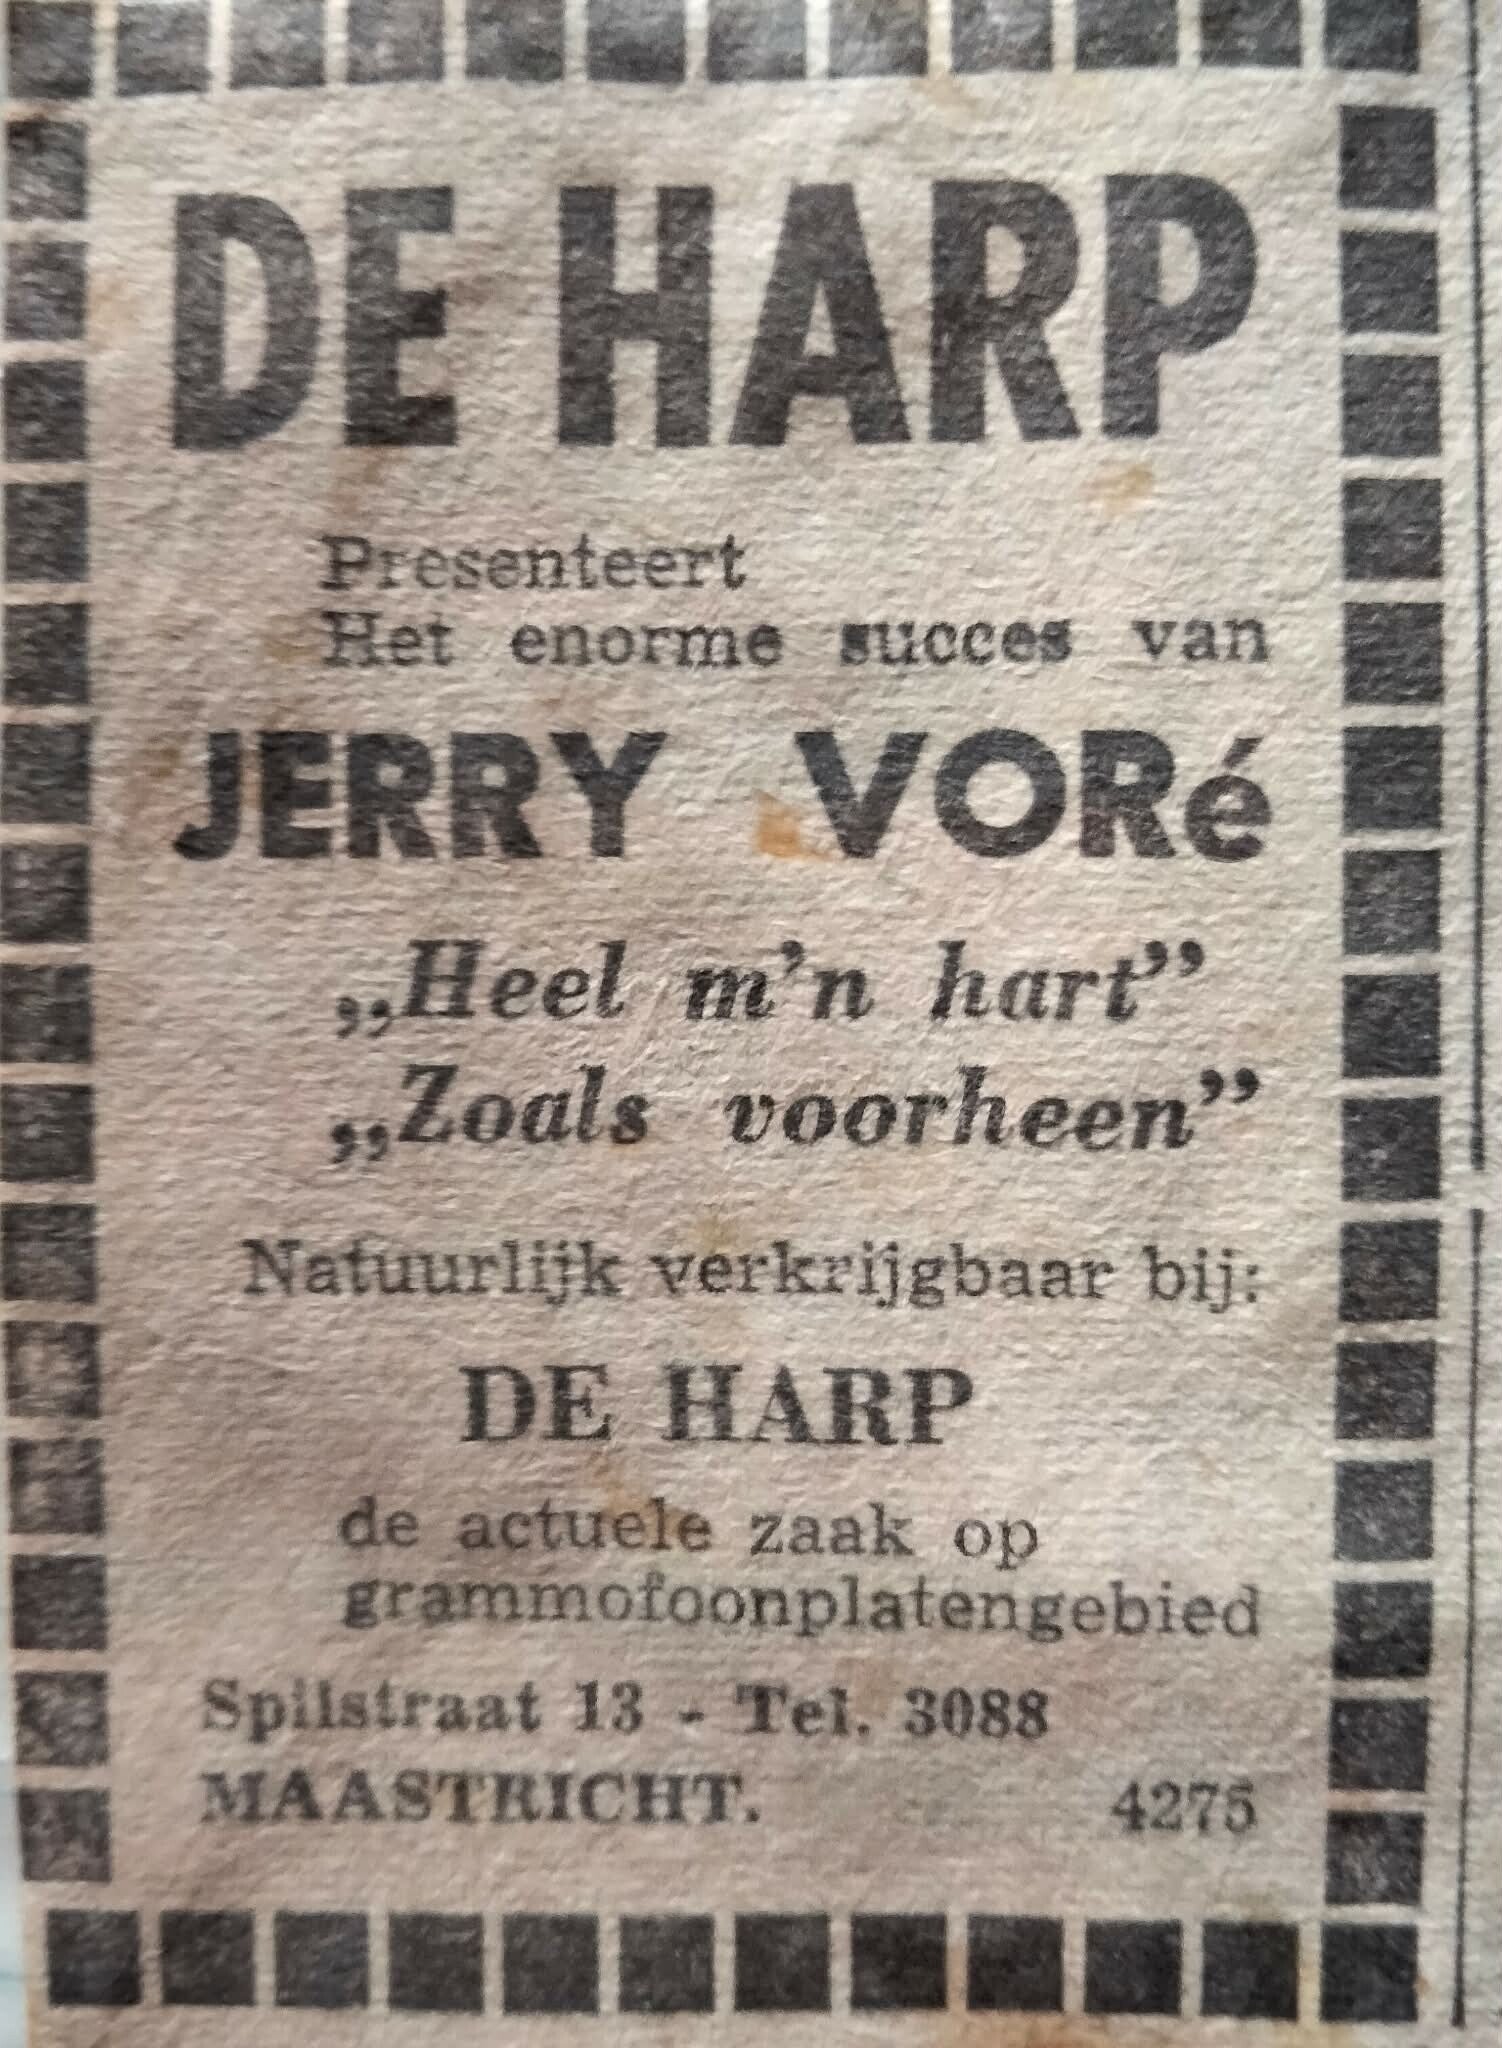 DE HARP
Presenteert
Het enorme succes van
JERRY VORé
„Heel m’n hart”
„Zoals voorheen”
Natuurlijk verkrijgbaar bij:
DE HARP
de actuele zaak op
grammofoonplatengebied
Spilstraat 13 - Tel. 3088
MAASTRICHT. 4275